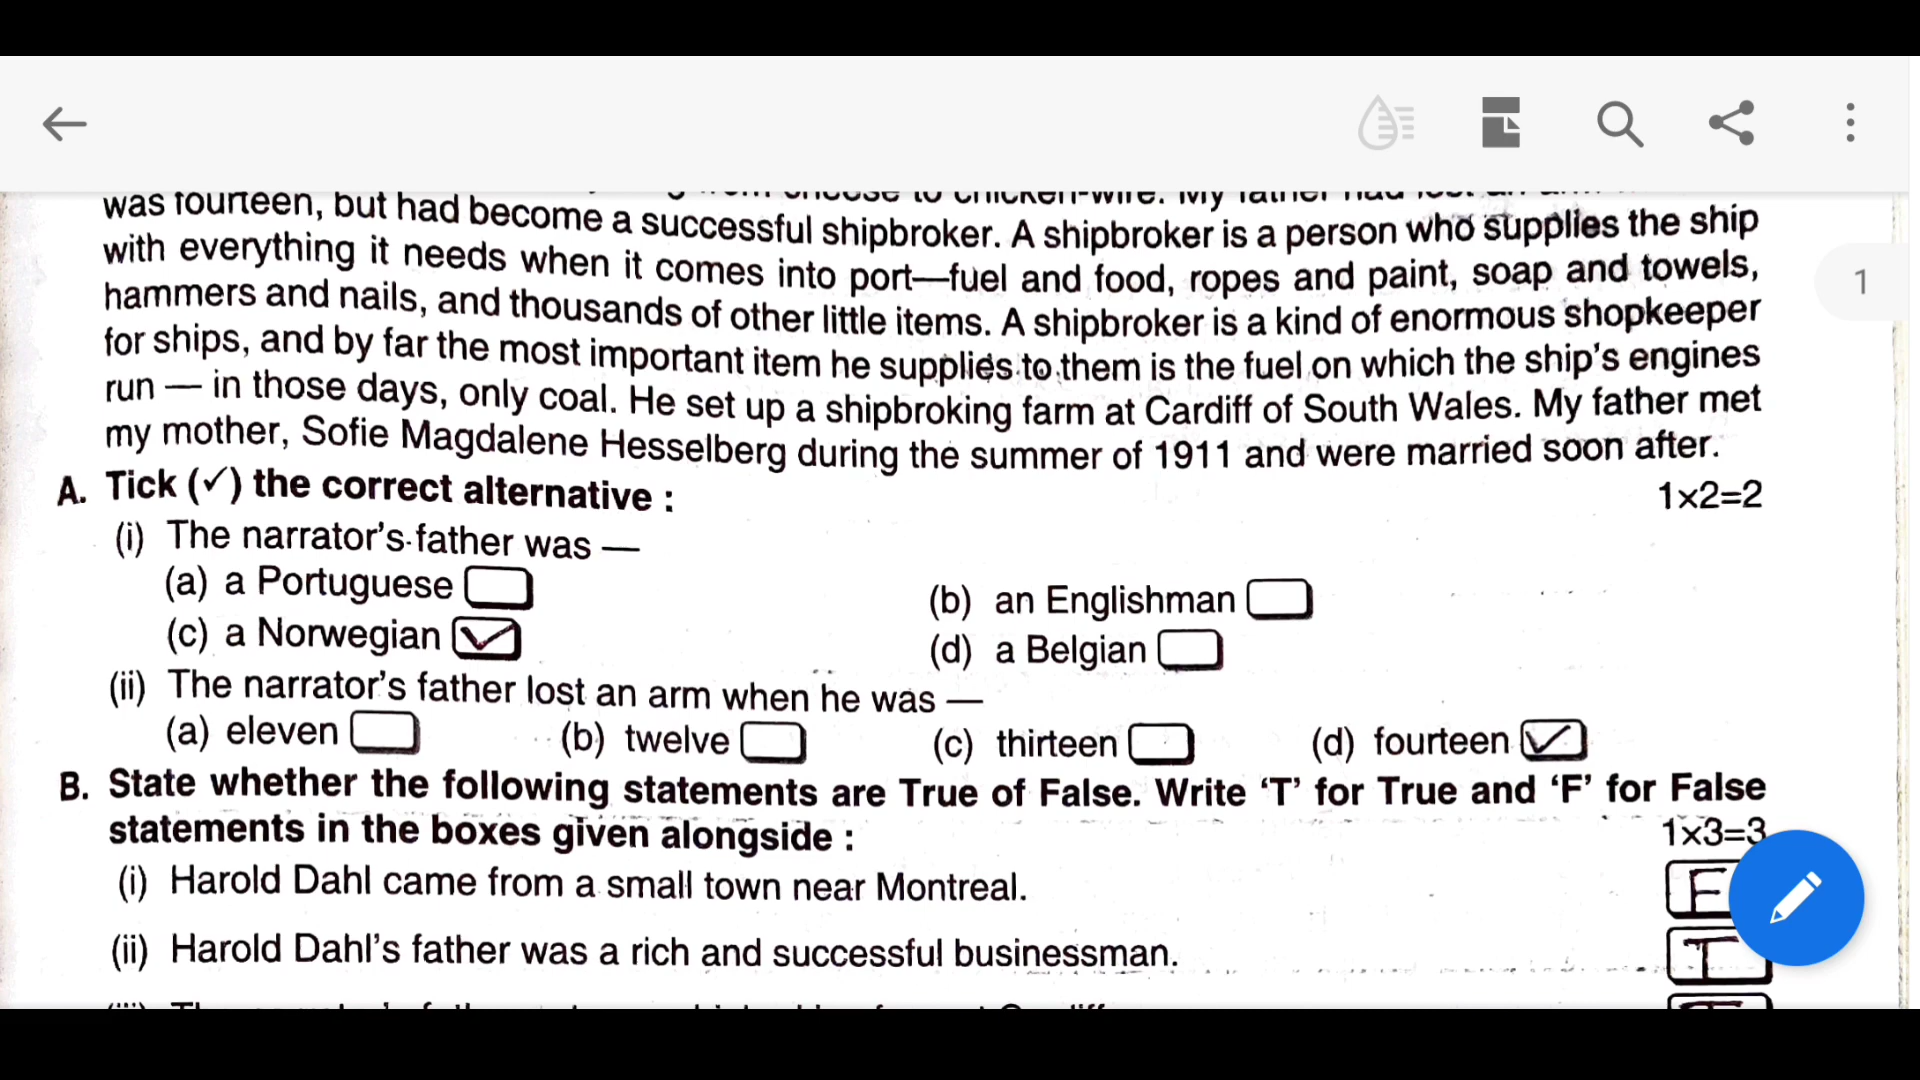 was fourteen, but had become a successful shipbroker. A shipbroker is a person who supplies the ship
with everything it needs when it comes into port—fuel and food, ropes and paint, soap and towels,
hammers and nails, and thousands of other little items. A shipbroker is a kind of enormous shopkeeper
for ships, and by far the most important item he supplies to them is the fuel on which the ship's engines
run — in those days, only coal. He set up a shipbroking farm at Cardiff of South Wales. My father met
my mother, Sofie Magdalene Hesselberg during the summer of 1911 and were married soon after.
1
A. Tick (✓) the correct alternative : 1×2=2
(i) The narrator's father was —
(a) a Portuguese (b) an Englishman
(c) a Norwegian ✓ (d) a Belgian
(ii) The narrator's father lost an arm when he was —
(a) eleven (b) twelve (c) thirteen (d) fourteen ✓
B. State whether the following statements are True of False. Write 'T' for True and 'F' for False
statements in the boxes given alongside : 1×3=3
(i) Harold Dahl came from a small town near Montreal. F
(ii) Harold Dahl's father was a rich and successful businessman. T